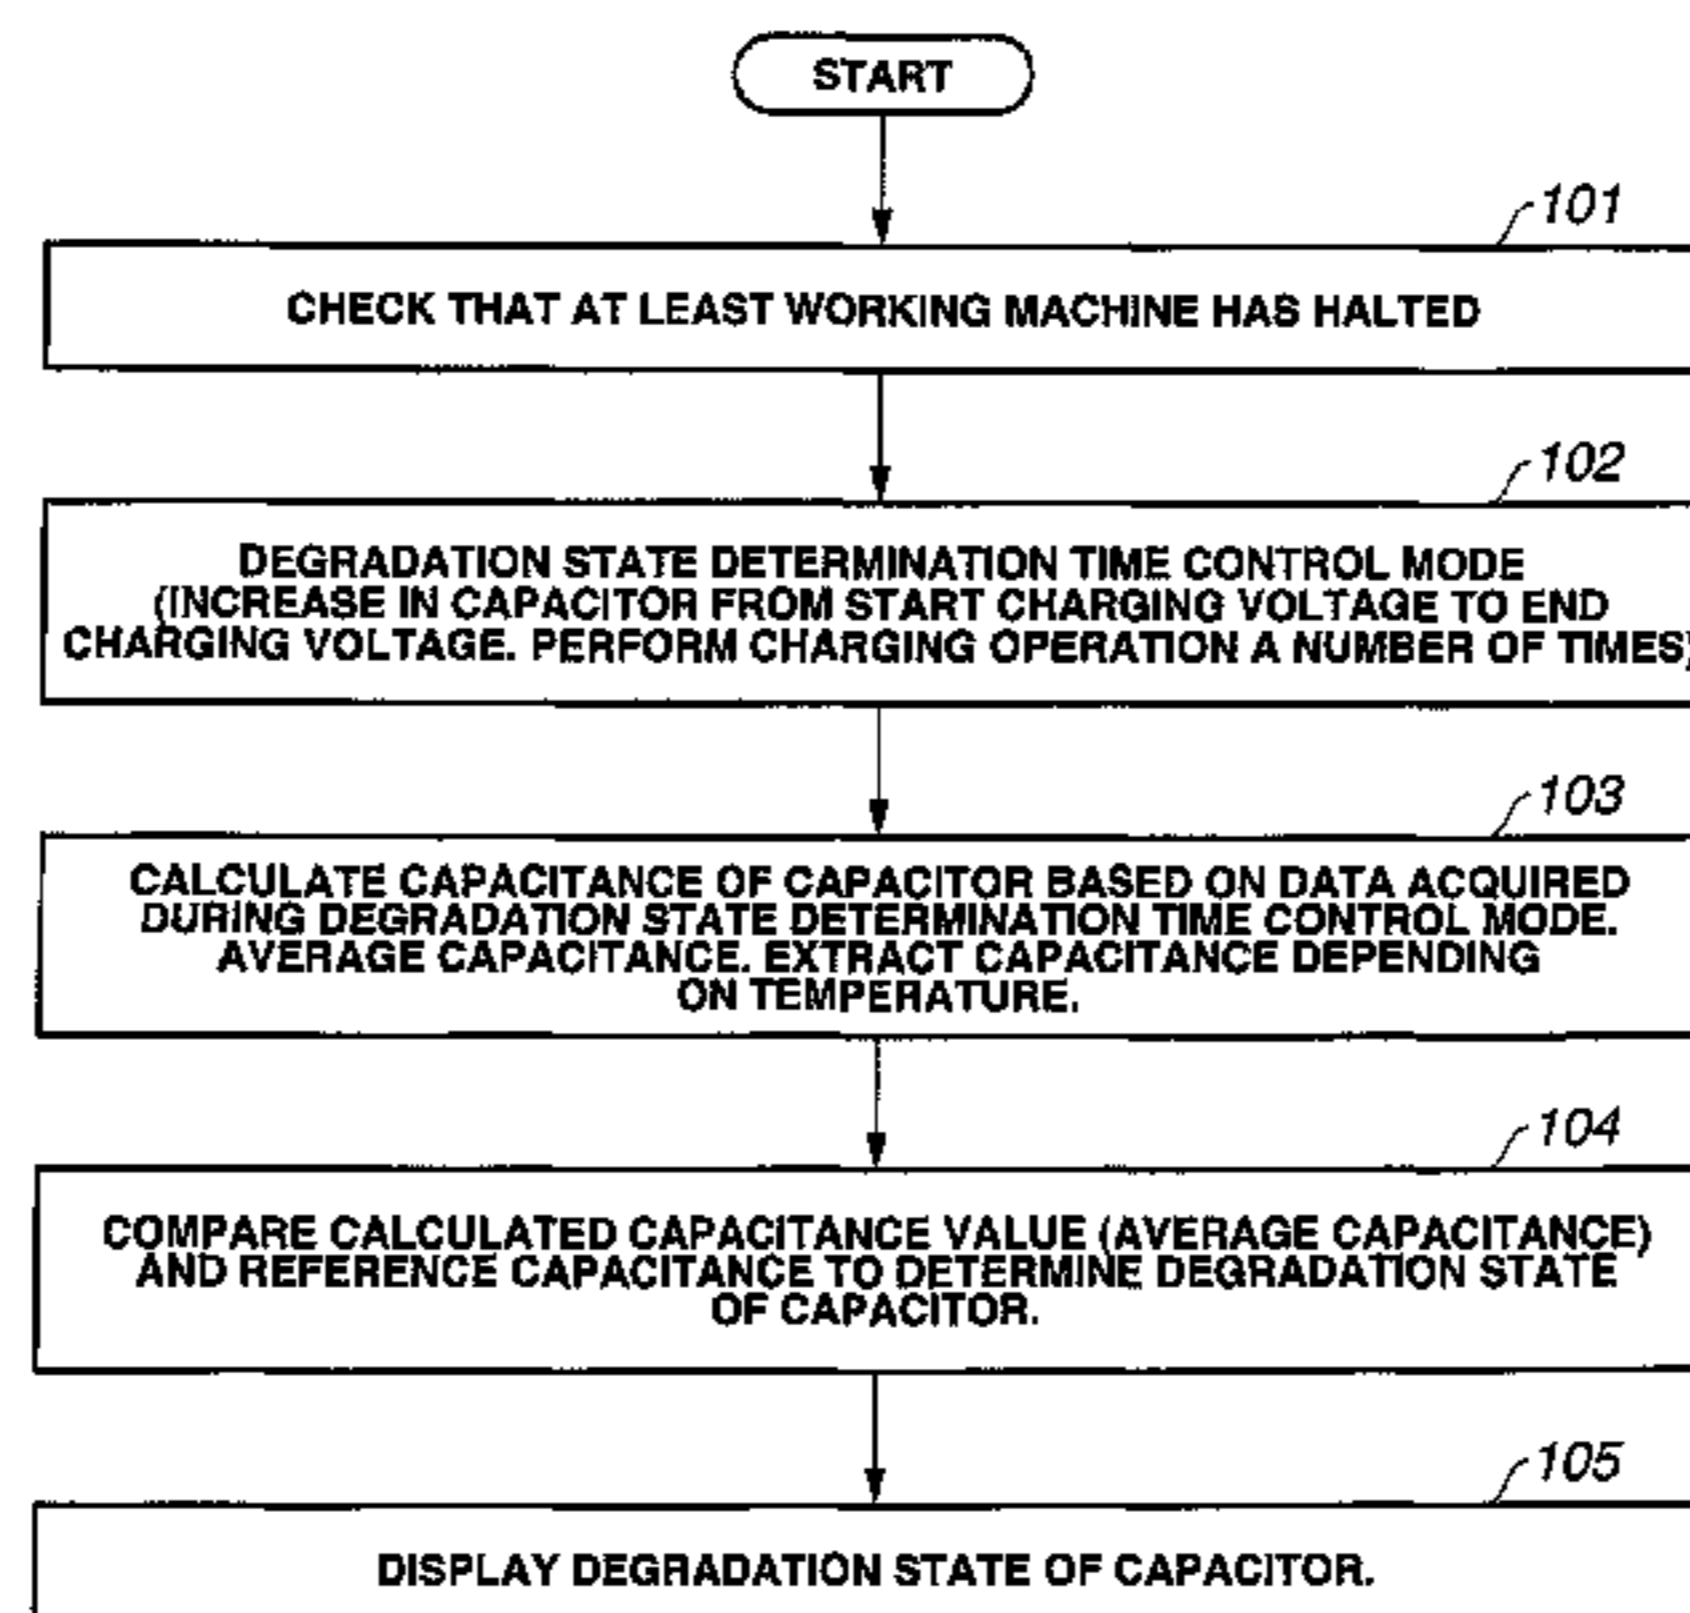 START
101
CHECK THAT AT LEAST WORKING MACHINE HAS HALTED
102
DEGRADATION STATE DETERMINATION TIME CONTROL MODE
(INCREASE IN CAPACITOR FROM START CHARGING VOLTAGE TO END
CHARGING VOLTAGE. PERFORM CHARGING OPERATION A NUMBER OF TIMES)
103
CALCULATE CAPACITANCE OF CAPACITOR BASED ON DATA ACQUIRED
DURING DEGRADATION STATE DETERMINATION TIME CONTROL MODE.
AVERAGE CAPACITANCE. EXTRACT CAPACITANCE DEPENDING
ON TEMPERATURE.
104
COMPARE CALCULATED CAPACITANCE VALUE (AVERAGE CAPACITANCE)
AND REFERENCE CAPACITANCE TO DETERMINE DEGRADATION STATE
OF CAPACITOR.
105
DISPLAY DEGRADATION STATE OF CAPACITOR.